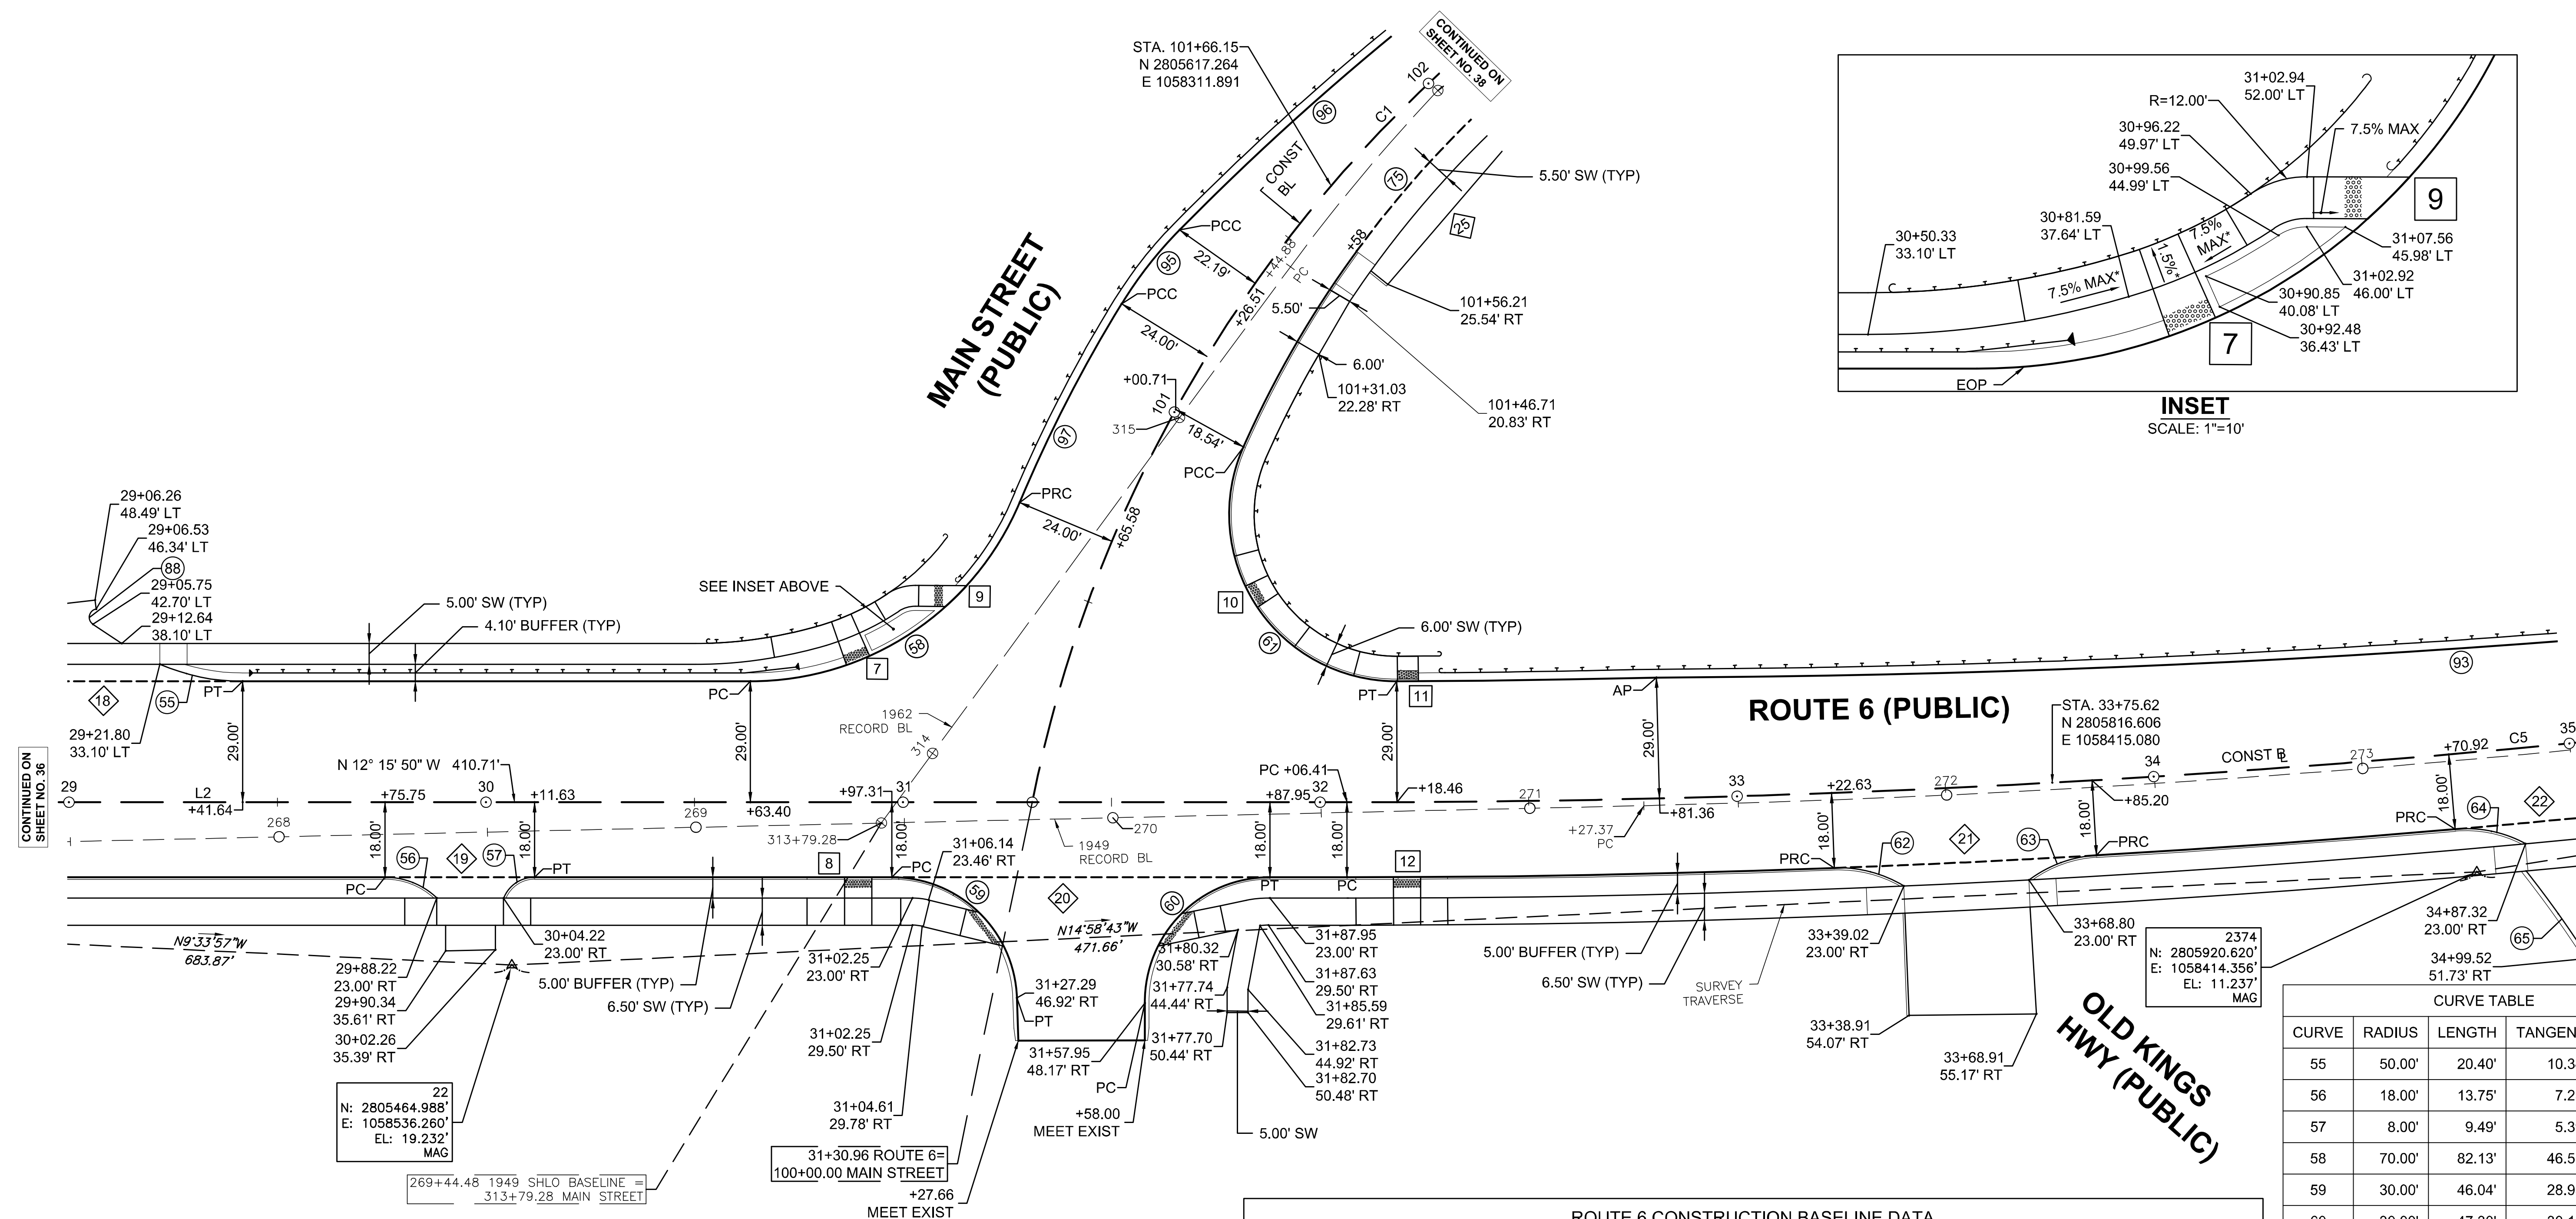 STA. 101+66.15
N 2805617.264
E 1058311.891
CONTINUED ON
SHEET NO. 38
102
C1
96
CONST
BL
75
5.50' SW (TYP)
25
PCC
22.19'
+44.88
PC
+58
95
PCC
5.50'
101+56.21
25.54' RT
24.00'
+26.51
6.00'
101+31.03
22.28' RT
101+46.71
20.83' RT
MAIN STREET
(PUBLIC)
+00.71
101
315
18.54'
97
PCC
PRC
24.00'
+65.58
31+02.94
52.00' LT
R=12.00'
30+96.22
49.97' LT
7.5% MAX
30+99.56
44.99' LT
9
30+81.59
37.64' LT
7.5%
MAX*
30+50.33
33.10' LT
1.5%*
7.5% MAX*
31+07.56
45.98' LT
31+02.92
46.00' LT
30+90.85
40.08' LT
30+92.48
36.43' LT
7
EOP
INSET
SCALE: 1"=10'
29+06.26
48.49' LT
29+06.53
46.34' LT
88
29+05.75
42.70' LT
29+12.64
38.10' LT
SEE INSET ABOVE
5.00' SW (TYP)
4.10' BUFFER (TYP)
9
58
7
10
61
6.00' SW (TYP)
93
18
55
PT
PC
PT
11
AP
ROUTE 6 (PUBLIC)
29+21.80
33.10' LT
29.00'
29.00'
1962
RECORD BL
314
29.00'
29.00'
STA. 33+75.62
N 2805816.606
E 1058415.080
CONTINUED ON
SHEET NO. 36
29
L2
+41.64
N 12° 15' 50" W 410.71'
268
+75.75
30
+11.63
269
+63.40
+97.31
31
PC +06.41
32
+87.95
+18.46
271
+27.37
PC
+81.36
33
+22.63
272
34
+85.20
CONST BL
273
+70.92
C5
35
313+79.28
270
1949
RECORD BL
18.00'
18.00'
18.00'
18.00'
18.00'
18.00'
18.00'
18.00'
56
19
57
PT
PC
8
PC
31+06.14
23.46' RT
59
20
60
PT
PC
12
PRC
62
21
63
PRC
PRC
64
22
N9°33'57"W
683.87'
N14°58'43"W
471.66'
30+04.22
23.00' RT
29+88.22
23.00' RT
29+90.34
35.61' RT
30+02.26
35.39' RT
5.00' BUFFER (TYP)
6.50' SW (TYP)
31+02.25
23.00' RT
31+02.25
29.50' RT
31+04.61
29.78' RT
31+27.29
46.92' RT
PT
31+57.95
48.17' RT
PC
31+80.32
30.58' RT
31+77.74
44.44' RT
31+77.70
50.44' RT
31+87.95
23.00' RT
31+87.63
29.50' RT
31+85.59
29.61' RT
31+82.73
44.92' RT
31+82.70
50.48' RT
5.00' SW
5.00' BUFFER (TYP)
6.50' SW (TYP)
SURVEY
TRAVERSE
33+39.02
23.00' RT
33+38.91
54.07' RT
33+68.80
23.00' RT
33+68.91
55.17' RT
2374
N: 2805920.620'
E: 1058414.356'
EL: 11.237'
MAG
34+87.32
23.00' RT
34+99.52
51.73' RT
65
OLD KINGS
HWY (PUBLIC)
22
N: 2805464.988'
E: 1058536.260'
EL: 19.232'
MAG
269+44.48 1949 SHLO BASELINE =
313+79.28 MAIN STREET
31+30.96 ROUTE 6=
100+00.00 MAIN STREET
+27.66
MEET EXIST
+58.00
MEET EXIST
CURVE TABLE
CURVE RADIUS LENGTH TANGEN
55 50.00' 20.40' 10.3
56 18.00' 13.75' 7.2
57 8.00' 9.49' 5.3
58 70.00' 82.13' 46.5
59 30.00' 46.04' 28.9
ROUTE 6 CONSTRUCTION BASELINE DATA